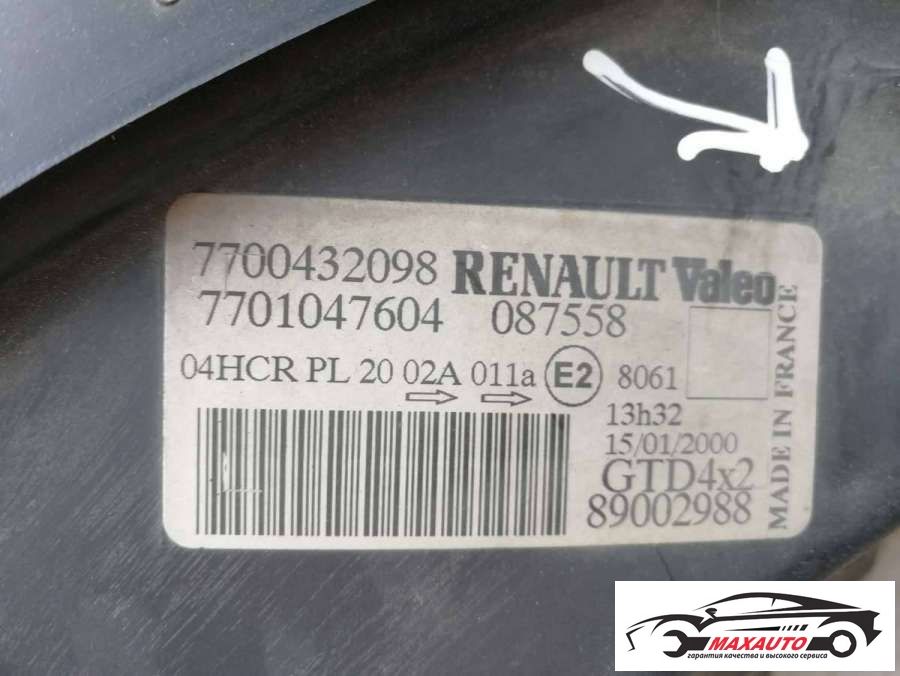 7700432098 RENAULT Valeo
7701047604 087558
04HCR PL 20 02A 011a E2 8061
13h32
15/01/2000
GTD4x2
89002988
MADE IN FRANCE
MAXAUTO
гарантия качества и высокого сервиса